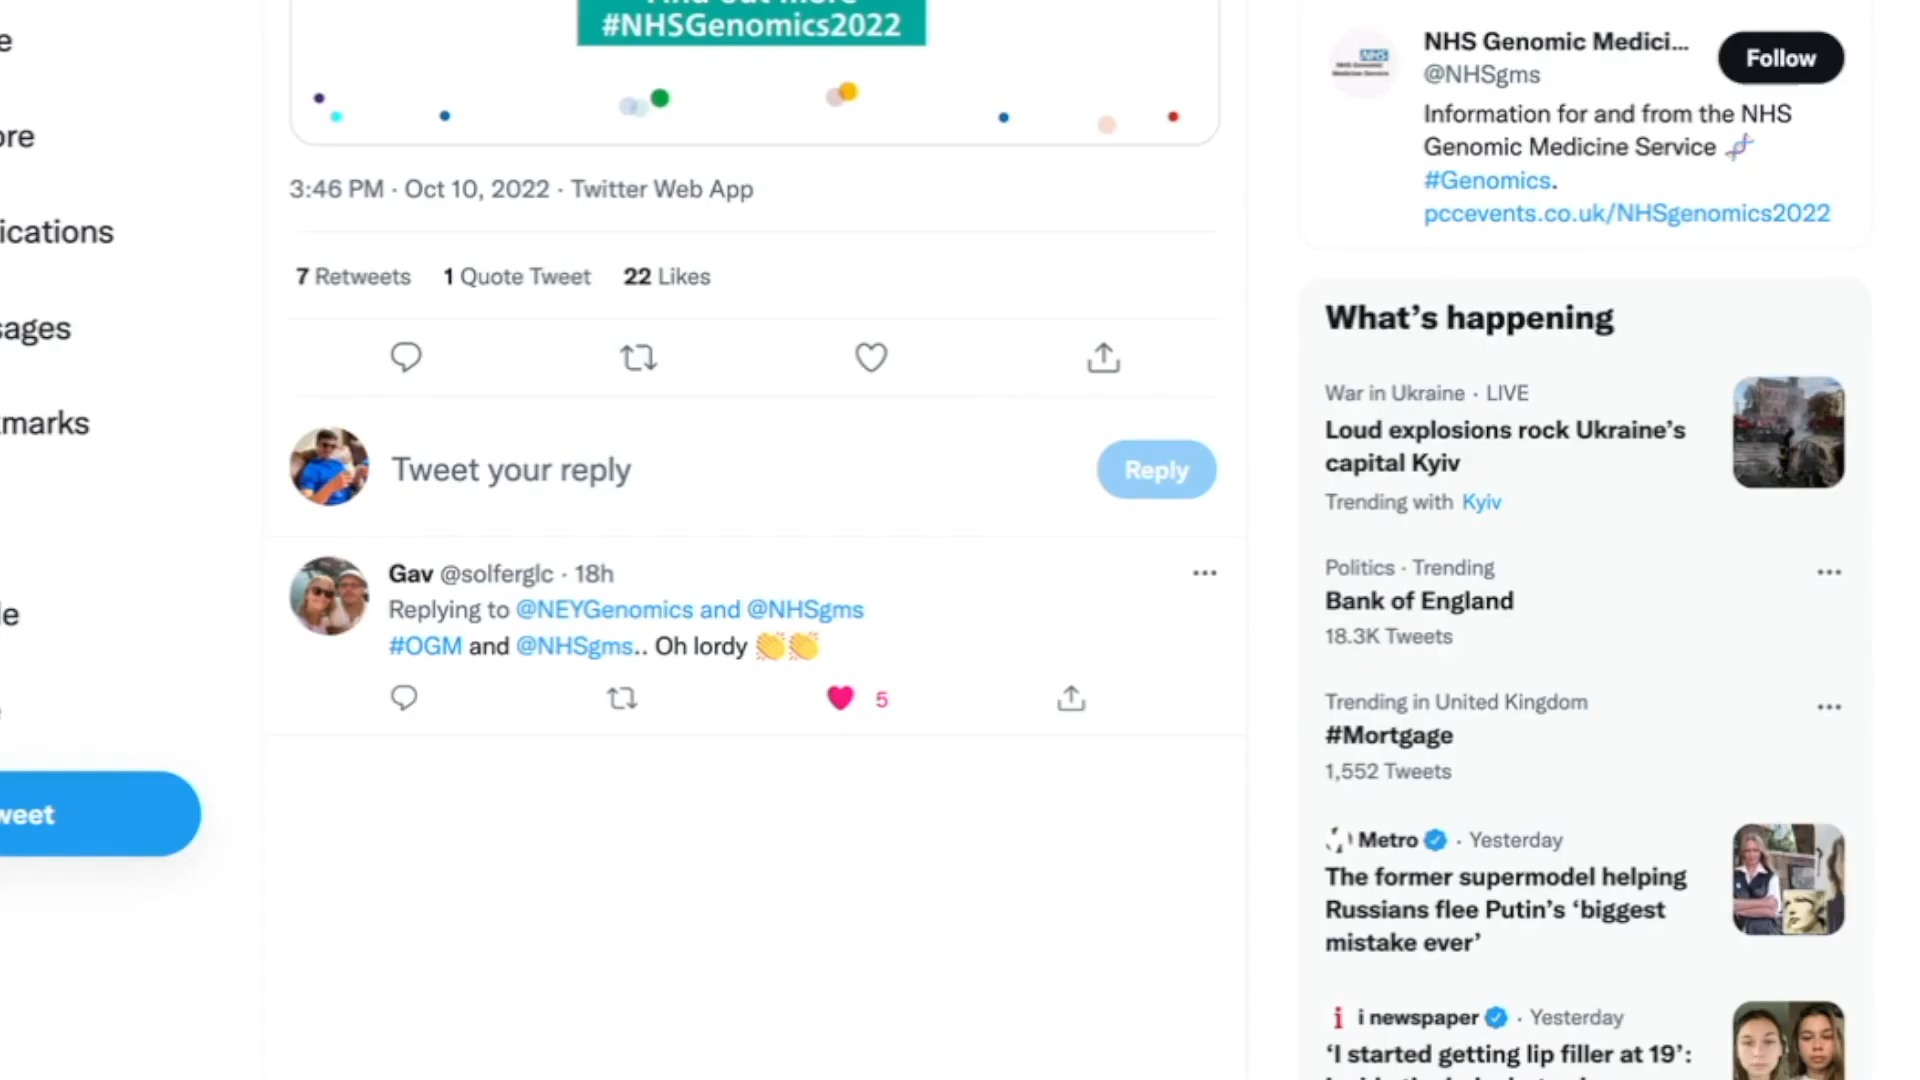 e
ore
ications
sages
kmarks
le
weet
#NHSGenomics2022
3:46 PM · Oct 10, 2022 · Twitter Web App
7 Retweets 1 Quote Tweet 22 Likes
Tweet your reply
Reply
Gav @solferglc · 18h
Replying to @NEYGenomics and @NHSgms
#OGM and @NHSgms.. Oh lordy 👏👏
5
NHS Genomic Medici...
@NHSgms
Follow
Information for and from the NHS
Genomic Medicine Service 🧬
#Genomics.
pccevents.co.uk/NHSgenomics2022
What’s happening
War in Ukraine · LIVE
Loud explosions rock Ukraine’s
capital Kyiv
Trending with Kyiv
Politics · Trending
Bank of England
18.3K Tweets
Trending in United Kingdom
#Mortgage
1,552 Tweets
Metro · Yesterday
The former supermodel helping
Russians flee Putin’s ‘biggest
mistake ever’
i i newspaper · Yesterday
‘I started getting lip filler at 19’: